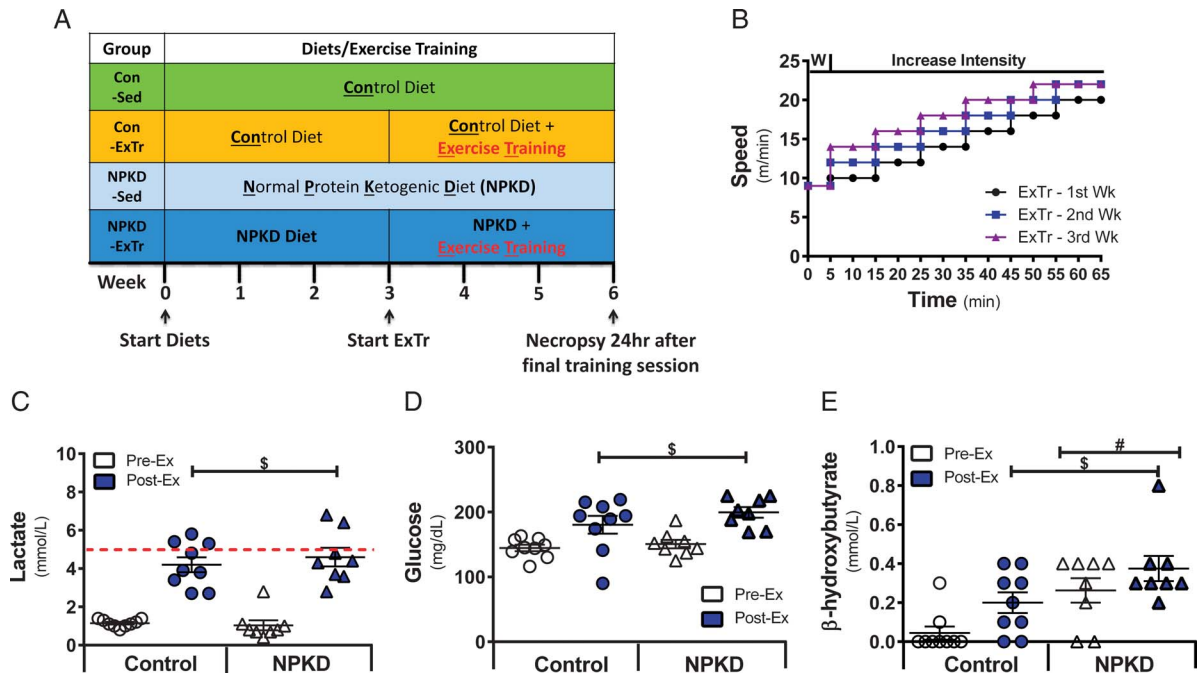 A
Group Diets/Exercise Training
Con
-Sed
Control Diet
Con
-ExTr
Control Diet
Control Diet +
Exercise Training
NPKD
-Sed
Normal Protein Ketogenic Diet (NPKD)
NPKD
-ExTr
NPKD Diet
NPKD +
Exercise Training
Week 0 1 2 3 4 5 6
Start Diets
Start ExTr
Necropsy 24hr after
final training session
B
W Increase Intensity
25
20
15
10
5
0
Speed
(m/min)
ExTr - 1st Wk
ExTr - 2nd Wk
ExTr - 3rd Wk
0 5 10 15 20 25 30 35 40 45 50 55 60 65
Time (min)
C
10
8
6
4
2
0
Lactate
(mmol/L)
Pre-Ex
Post-Ex
$
Control NPKD
D
300
200
100
0
Glucose
(mg/dL)
$
Pre-Ex
Post-Ex
Control NPKD
E
1.0
0.8
0.6
0.4
0.2
0.0
β-hydroxybutyrate
(mmol/L)
Pre-Ex
Post-Ex
#
$
Control NPKD